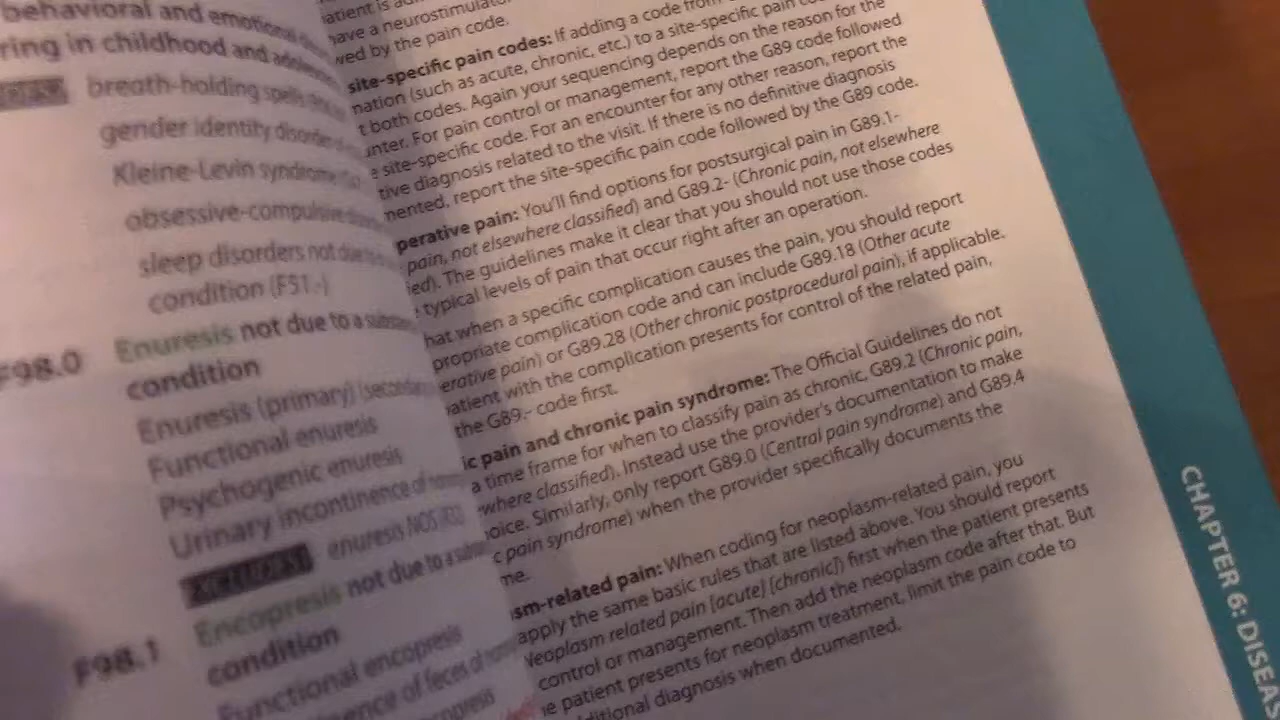 behavioral and emotional
ring in childhood and
breath-holding spells
gender identity disorder
Kleine-Levin syndrome
obsessive-compulsive
sleep disorders not due to
condition (F51.-)
F98.0 Enuresis not due to a substance
condition
Enuresis (primary) (secondary)
Functional enuresis
Psychogenic enuresis
Urinary incontinence of
enuresis NOS
F98.1 Encopresis not due to a
condition
Functional encopresis
inence of feces of
atient is
have a neurostimulator
wed by the pain code.
site-specific pain codes: If adding a code from
nation (such as acute, chronic, etc.) to a site-specific pain
t both codes. Again your sequencing depends on the reason for the
unter. For pain control or management, report the G89 code followed
e site-specific code. For an encounter for any other reason, report the
tive diagnosis related to the visit. If there is no definitive diagnosis
mented, report the site-specific pain code followed by the G89 code.
perative pain: You'll find options for postsurgical pain in G89.1-
pain, not elsewhere classified) and G89.2- (Chronic pain, not elsewhere
ied). The guidelines make it clear that you should not use those codes
typical levels of pain that occur right after an operation.
hat when a specific complication causes the pain, you should report
propriate complication code and can include G89.18 (Other acute
erative pain) or G89.28 (Other chronic postprocedural pain), if applicable.
atient with the complication presents for control of the related pain,
the G89.- code first.
ic pain and chronic pain syndrome: The Official Guidelines do not
a time frame for when to classify pain as chronic, G89.2 (Chronic pain,
where classified). Instead use the provider's documentation to make
oice. Similarly, only report G89.0 (Central pain syndrome) and G89.4
c pain syndrome) when the provider specifically documents the
me.
sm-related pain: When coding for neoplasm-related pain, you
apply the same basic rules that are listed above. You should report
Neoplasm related pain [acute] [chronic]) first when the patient presents
control or management. Then add the neoplasm code after that. But
e patient presents for neoplasm treatment, limit the pain code to
ditional diagnosis when documented.
CHAPTER 6: DISEAS